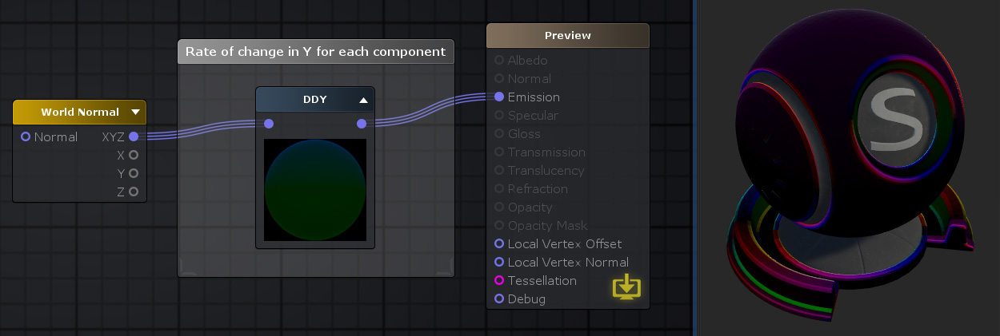 Rate of change in Y for each component
World Normal
Normal XYZ
X
Y
Z
DDY
Preview
Albedo
Normal
Emission
Specular
Gloss
Transmission
Translucency
Refraction
Opacity
Opacity Mask
Local Vertex Offset
Local Vertex Normal
Tessellation
Debug
S